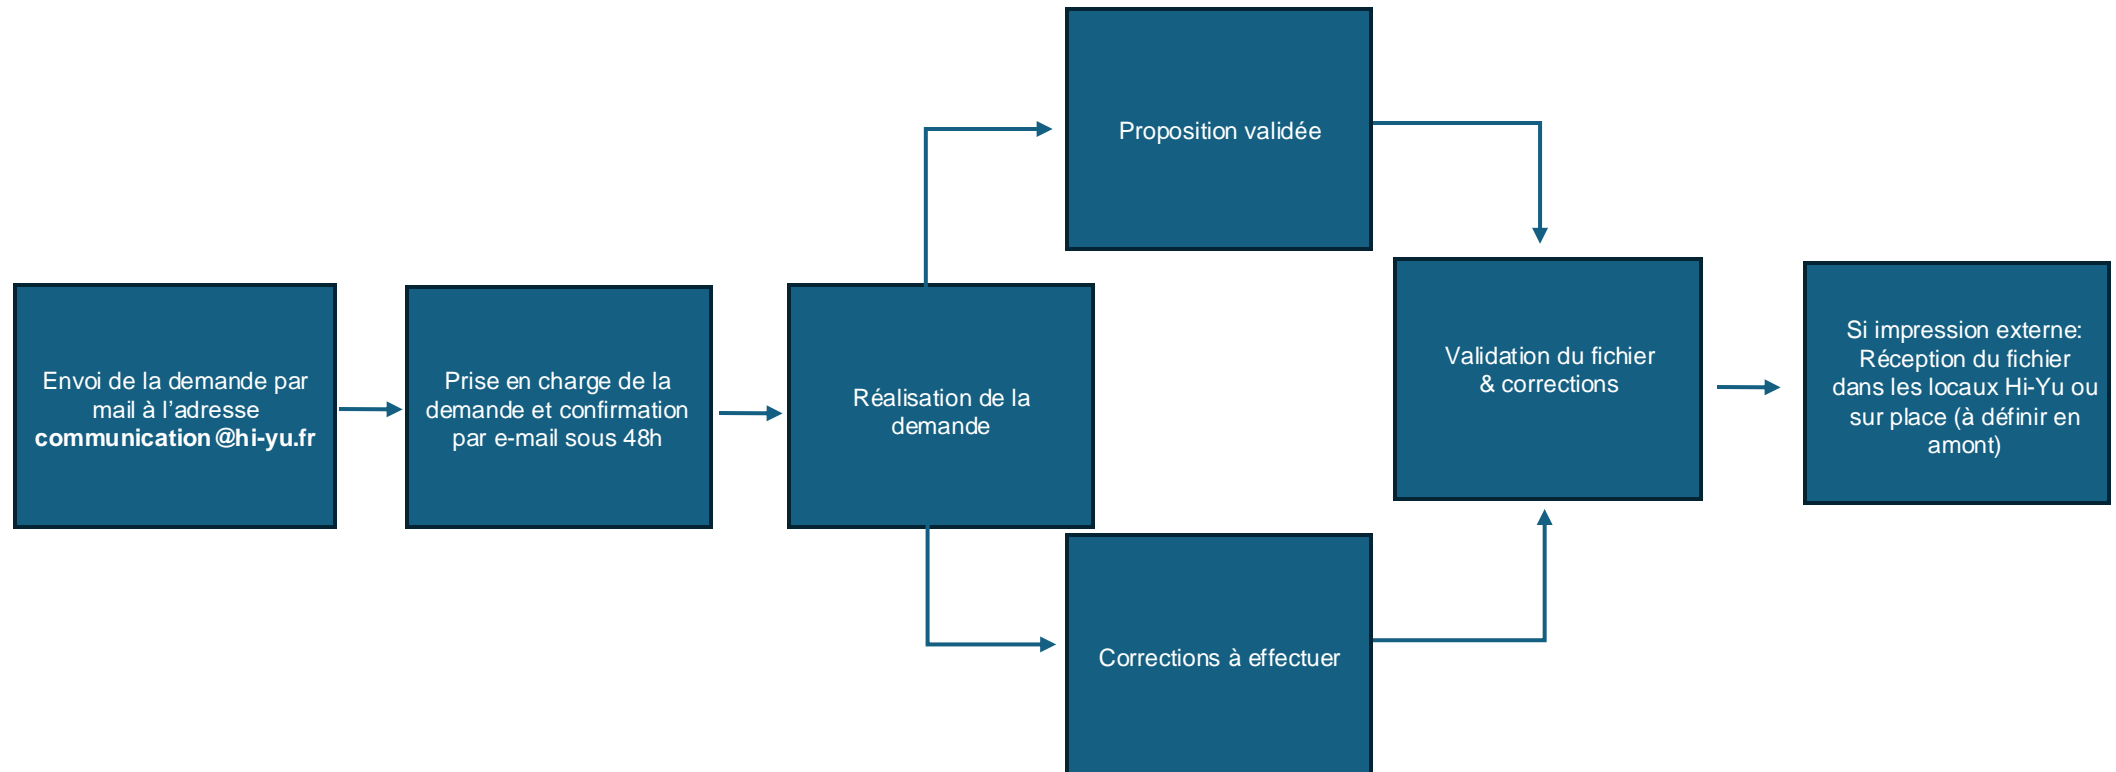 Envoi de la demande par
mail à l’adresse
communication@hi-yu.fr
Prise en charge de la
demande et confirmation
par e-mail sous 48h
Réalisation de la
demande
Proposition validée
Corrections à effectuer
Validation du fichier
& corrections
Si impression externe:
Réception du fichier
dans les locaux Hi-Yu ou
sur place (à définir en
amont)